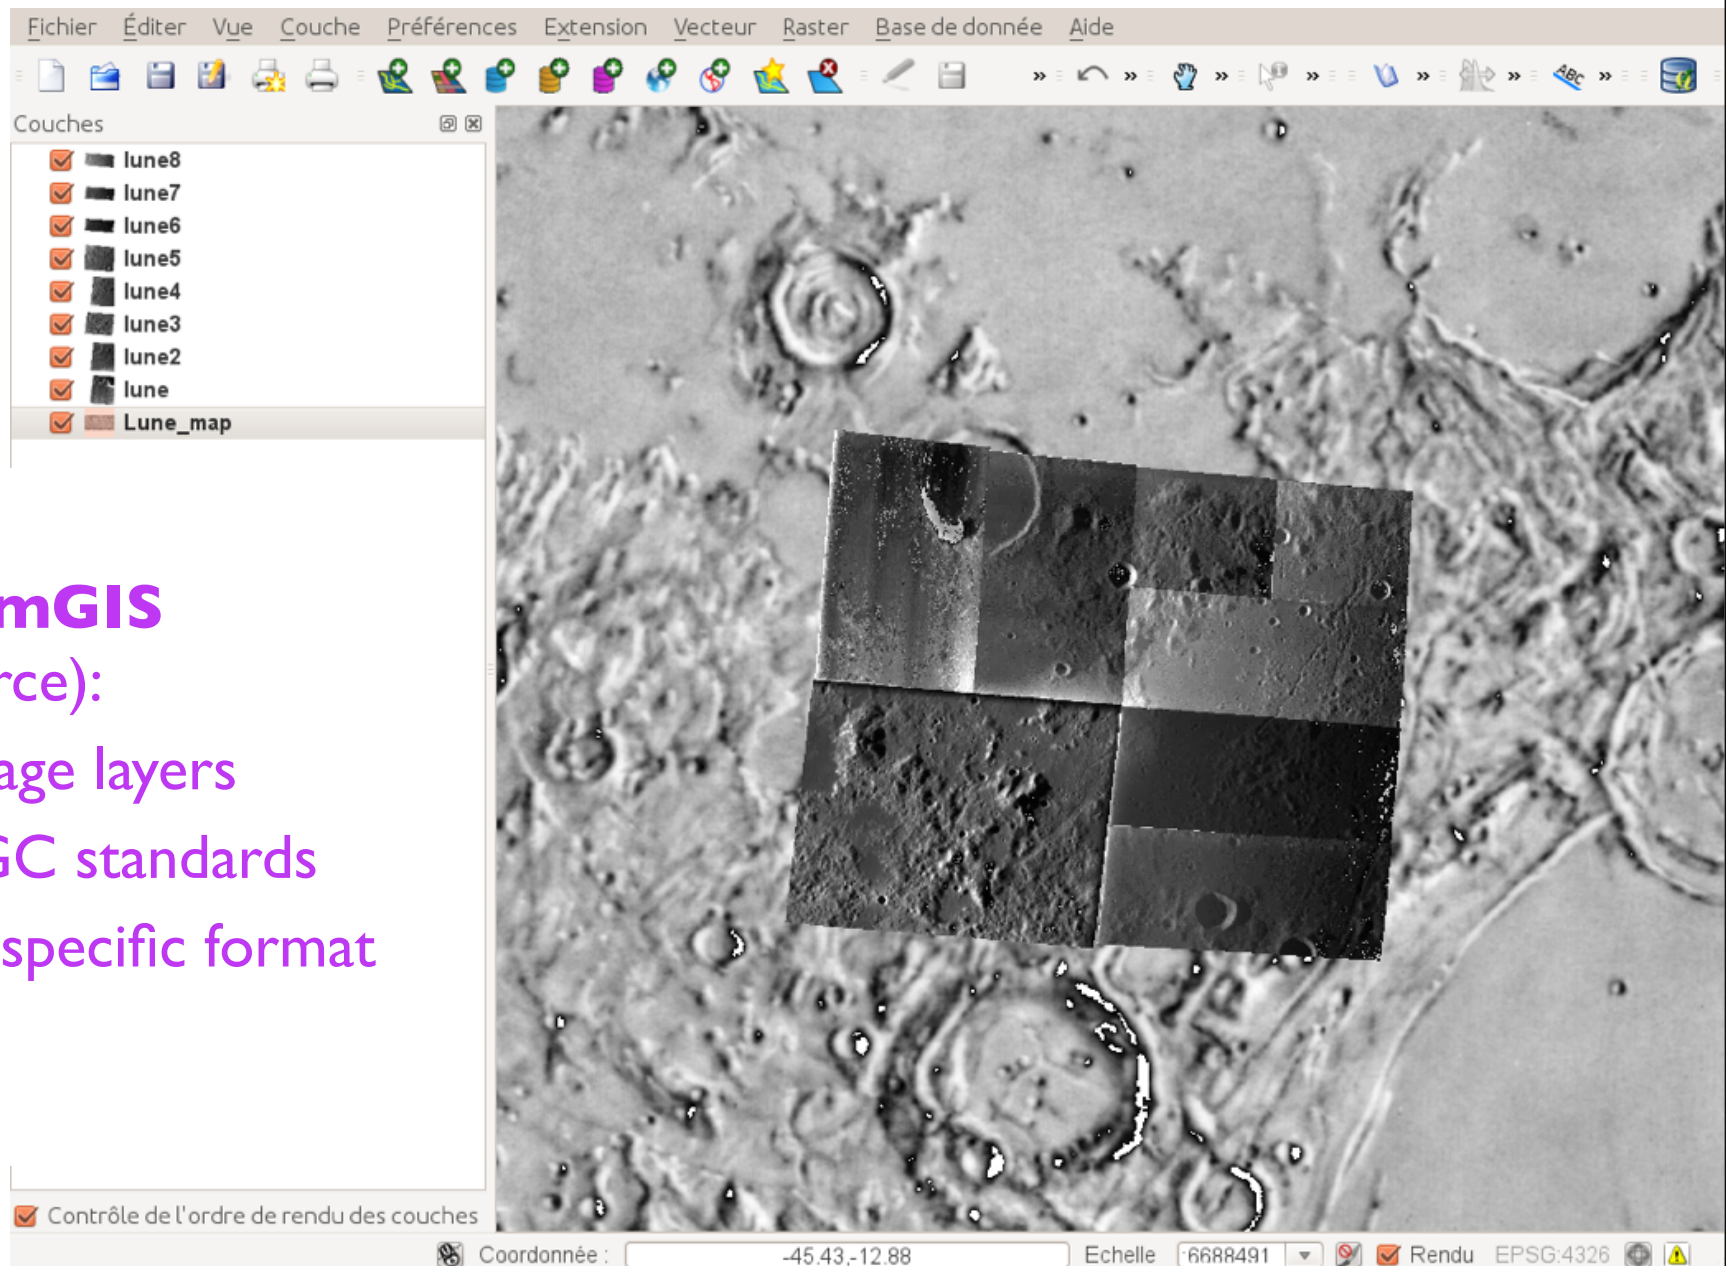 Fichier Éditer Vue Couche Préférences Extension Vecteur Raster Base de donnée Aide
ABC
Couches
lune8
lune7
lune6
lune5
lune4
lune3
lune2
lune
Lune_map
mGIS
rce):
age layers
GC standards
specific format
Contrôle de l'ordre de rendu des couches
Coordonnée : -45.43,-12.88 Echelle :6688491 Rendu EPSG:4326